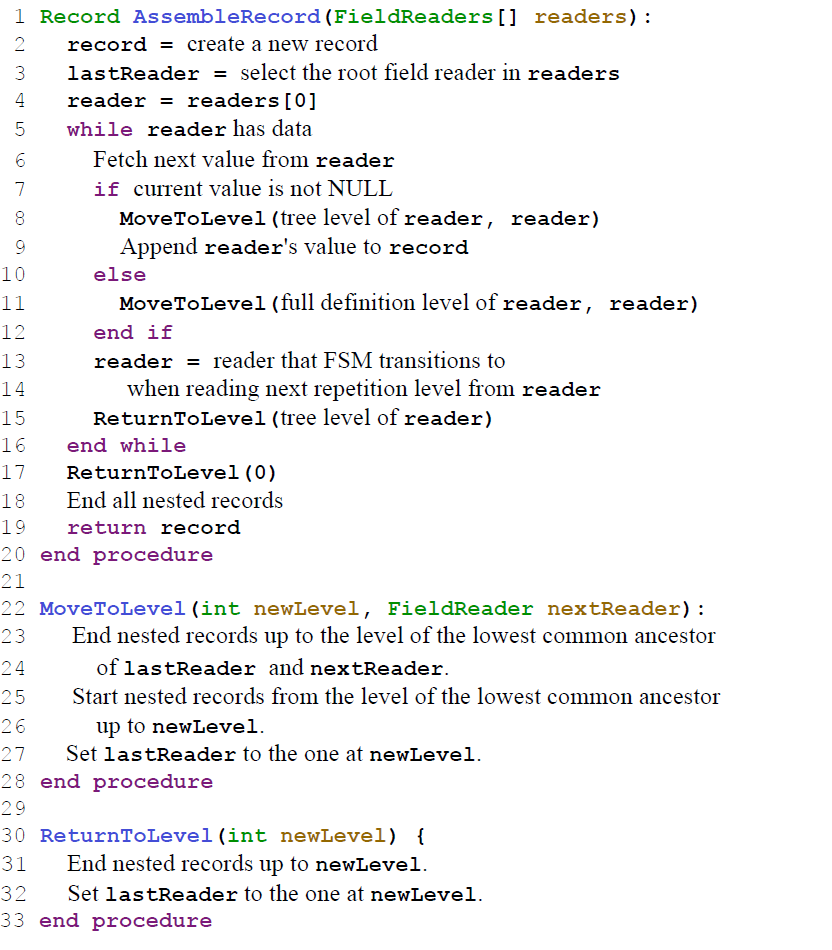 1 Record AssembleRecord(FieldReaders[] readers):
2 record = create a new record
3 lastReader = select the root field reader in readers
4 reader = readers[0]
5 while reader has data
6 Fetch next value from reader
7 if current value is not NULL
8 MoveToLevel(tree level of reader, reader)
9 Append reader's value to record
10 else
11 MoveToLevel(full definition level of reader, reader)
12 end if
13 reader = reader that FSM transitions to
14 when reading next repetition level from reader
15 ReturnToLevel(tree level of reader)
16 end while
17 ReturnToLevel(0)
18 End all nested records
19 return record
20 end procedure
21
22 MoveToLevel(int newLevel, FieldReader nextReader):
23 End nested records up to the level of the lowest common ancestor
24 of lastReader and nextReader.
25 Start nested records from the level of the lowest common ancestor
26 up to newLevel.
27 Set lastReader to the one at newLevel.
28 end procedure
29
30 ReturnToLevel(int newLevel) {
31 End nested records up to newLevel.
32 Set lastReader to the one at newLevel.
33 end procedure